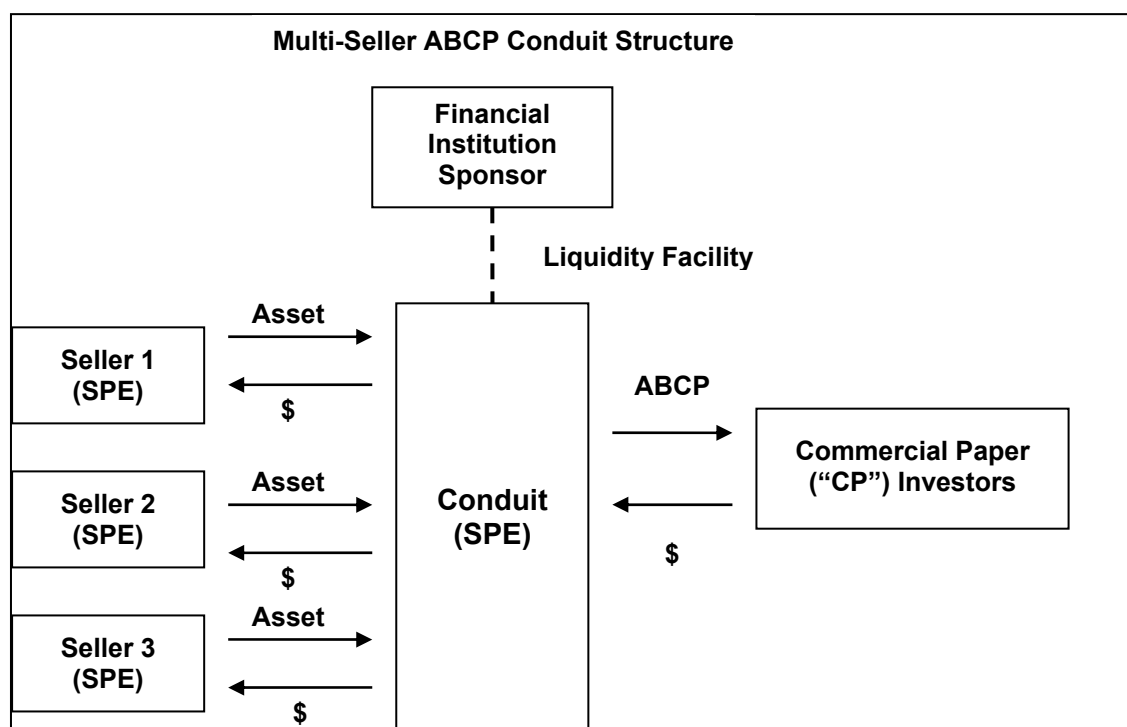 Multi-Seller ABCP Conduit Structure
Financial
Institution
Sponsor
Liquidity Facility
Asset
Seller 1
(SPE)
$
Asset
Seller 2
(SPE)
$
Asset
Seller 3
(SPE)
$
Conduit
(SPE)
ABCP
$
Commercial Paper
(“CP”) Investors